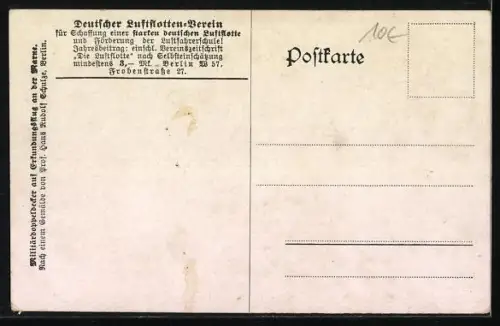 Deutscher Luftflotten-Verein
für Schaffung einer starken deutschen Luftflotte
und Förderung der Luftfahrerschule!
Jahresbeitrag: einschl. Vereinszeitschrift
„Die Luftflotte" nach Selbsteinschätzung
mindestens 3,— Mk. Berlin W 57,
Frobenstraße 27.
Postkarte
10€
Militärdoppeldecker auf Erkundungsflug an der Marne.
Nach einem Gemälde von Prof. Hans Rudolf Schulze, Berlin.